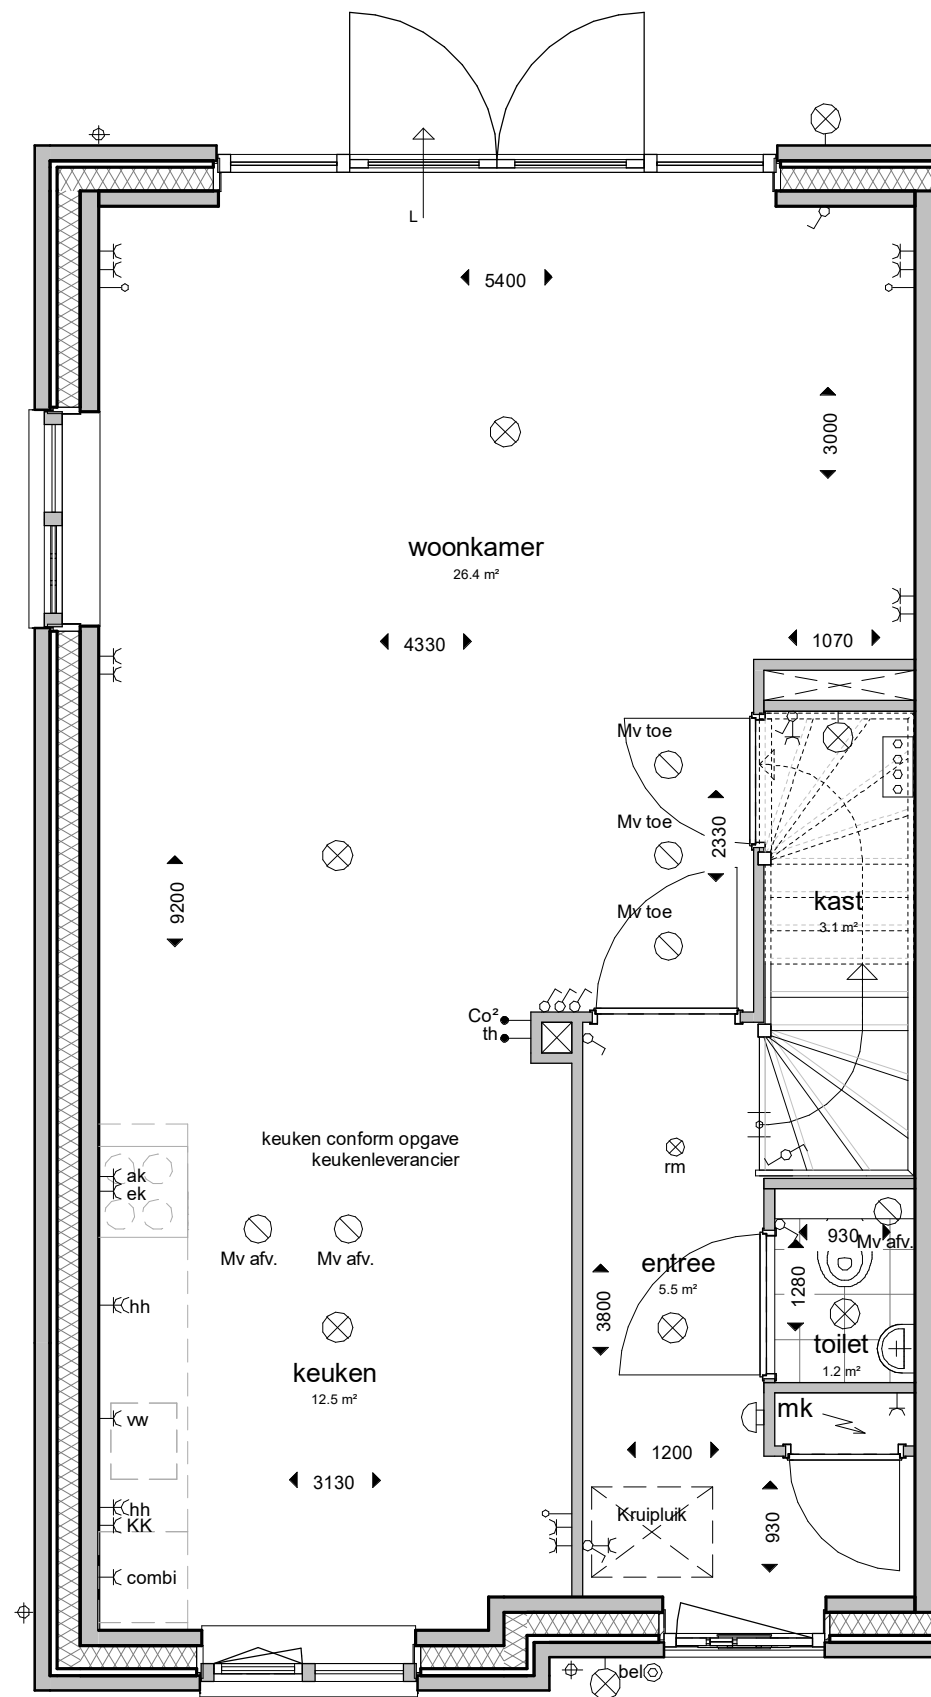 L
5400
3000
woonkamer
26.4 m²
4330
1070
Mv toe
Mv toe
2330
Mv toe
9200
kast
3.1 m²
Co²
th
keuken conform opgave
keukenleverancier
rm
ak
ek
Mv afv.
Mv afv.
930
Mv afv.
entree
5.5 m²
1280
3800
hh
keuken
12.5 m²
toilet
1.2 m²
vw
mk
1200
3130
hh
KK
Kruipluik
930
combi
bel